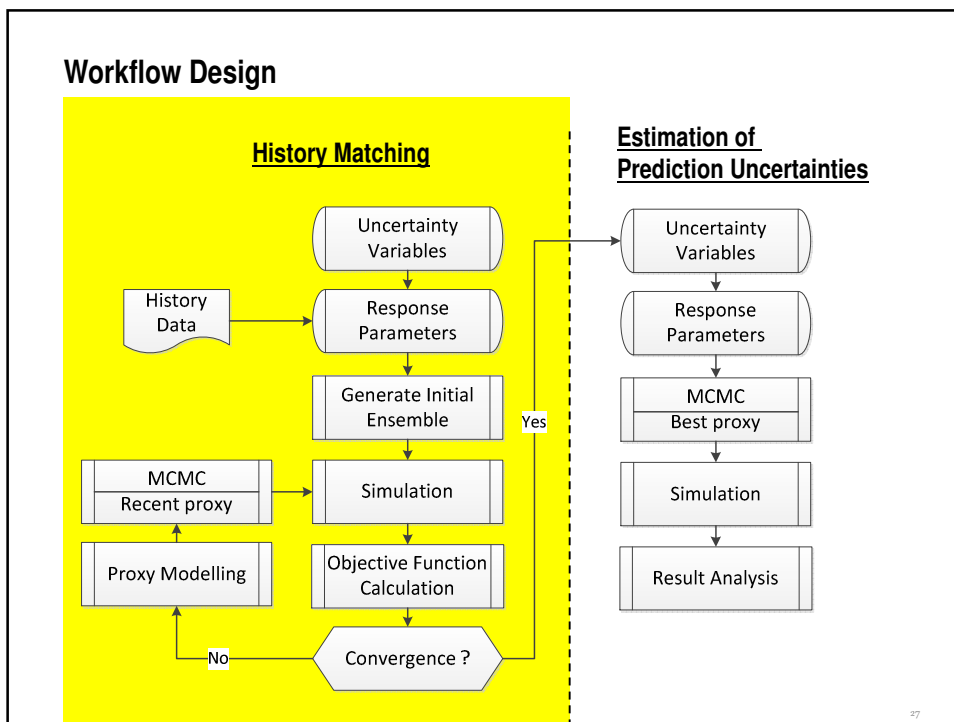 Workflow Design
History Matching
Uncertainty
Variables
History
Data
Response
Parameters
Generate Initial
Ensemble
MCMC
Recent proxy
Simulation
Proxy Modelling
Objective Function
Calculation
No
Convergence ?
Yes
Estimation of
Prediction Uncertainties
Uncertainty
Variables
Response
Parameters
MCMC
Best proxy
Simulation
Result Analysis
27